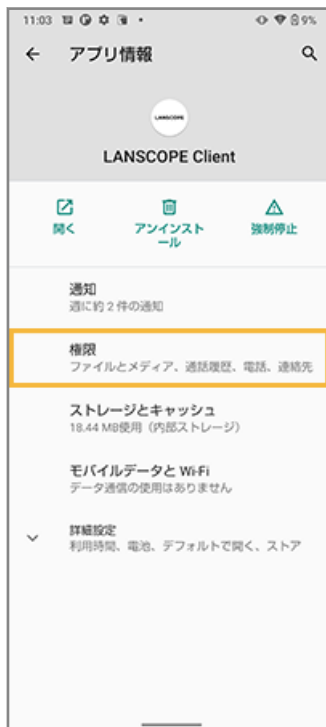 11:03
89%
アプリ情報
LANSCOPE
LANSCOPE Client
開く
アンインスト
ール
強制停止
通知
週に約 2 件の通知
権限
ファイルとメディア、通話履歴、電話、連絡先
ストレージとキャッシュ
18.44 MB使用（内部ストレージ）
モバイルデータと Wi-Fi
データ通信の使用はありません
詳細設定
利用時間、電池、デフォルトで開く、ストア